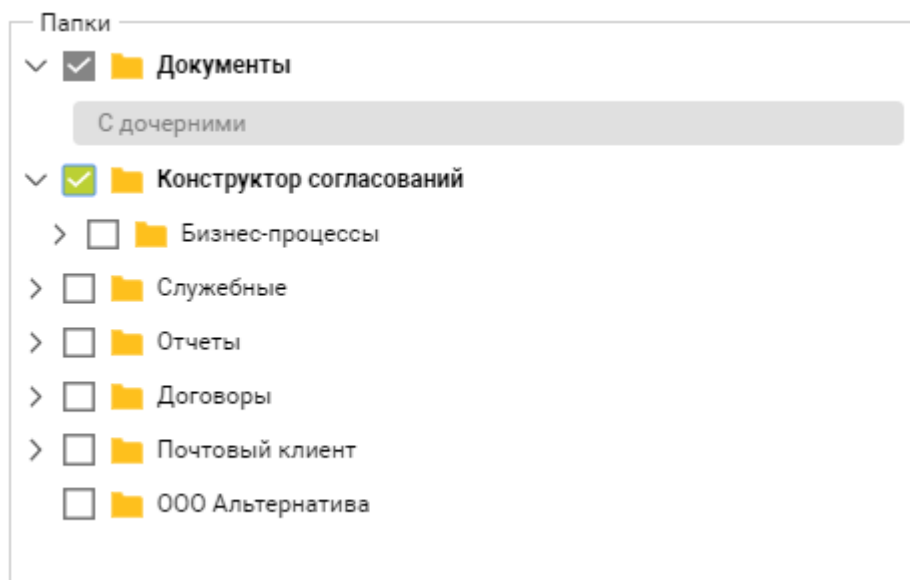 Папки
Документы
С дочерними
Конструктор согласований
Бизнес-процессы
Служебные
Отчеты
Договоры
Почтовый клиент
ООО Альтернатива